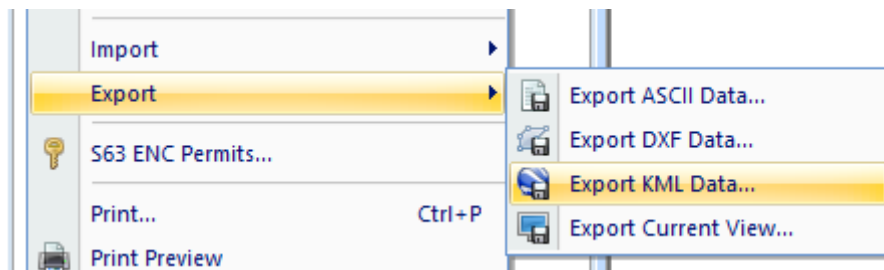 Import
Export
S63 ENC Permits...
Print... Ctrl+P
Print Preview
Export ASCII Data...
Export DXF Data...
Export KML Data...
Export Current View...